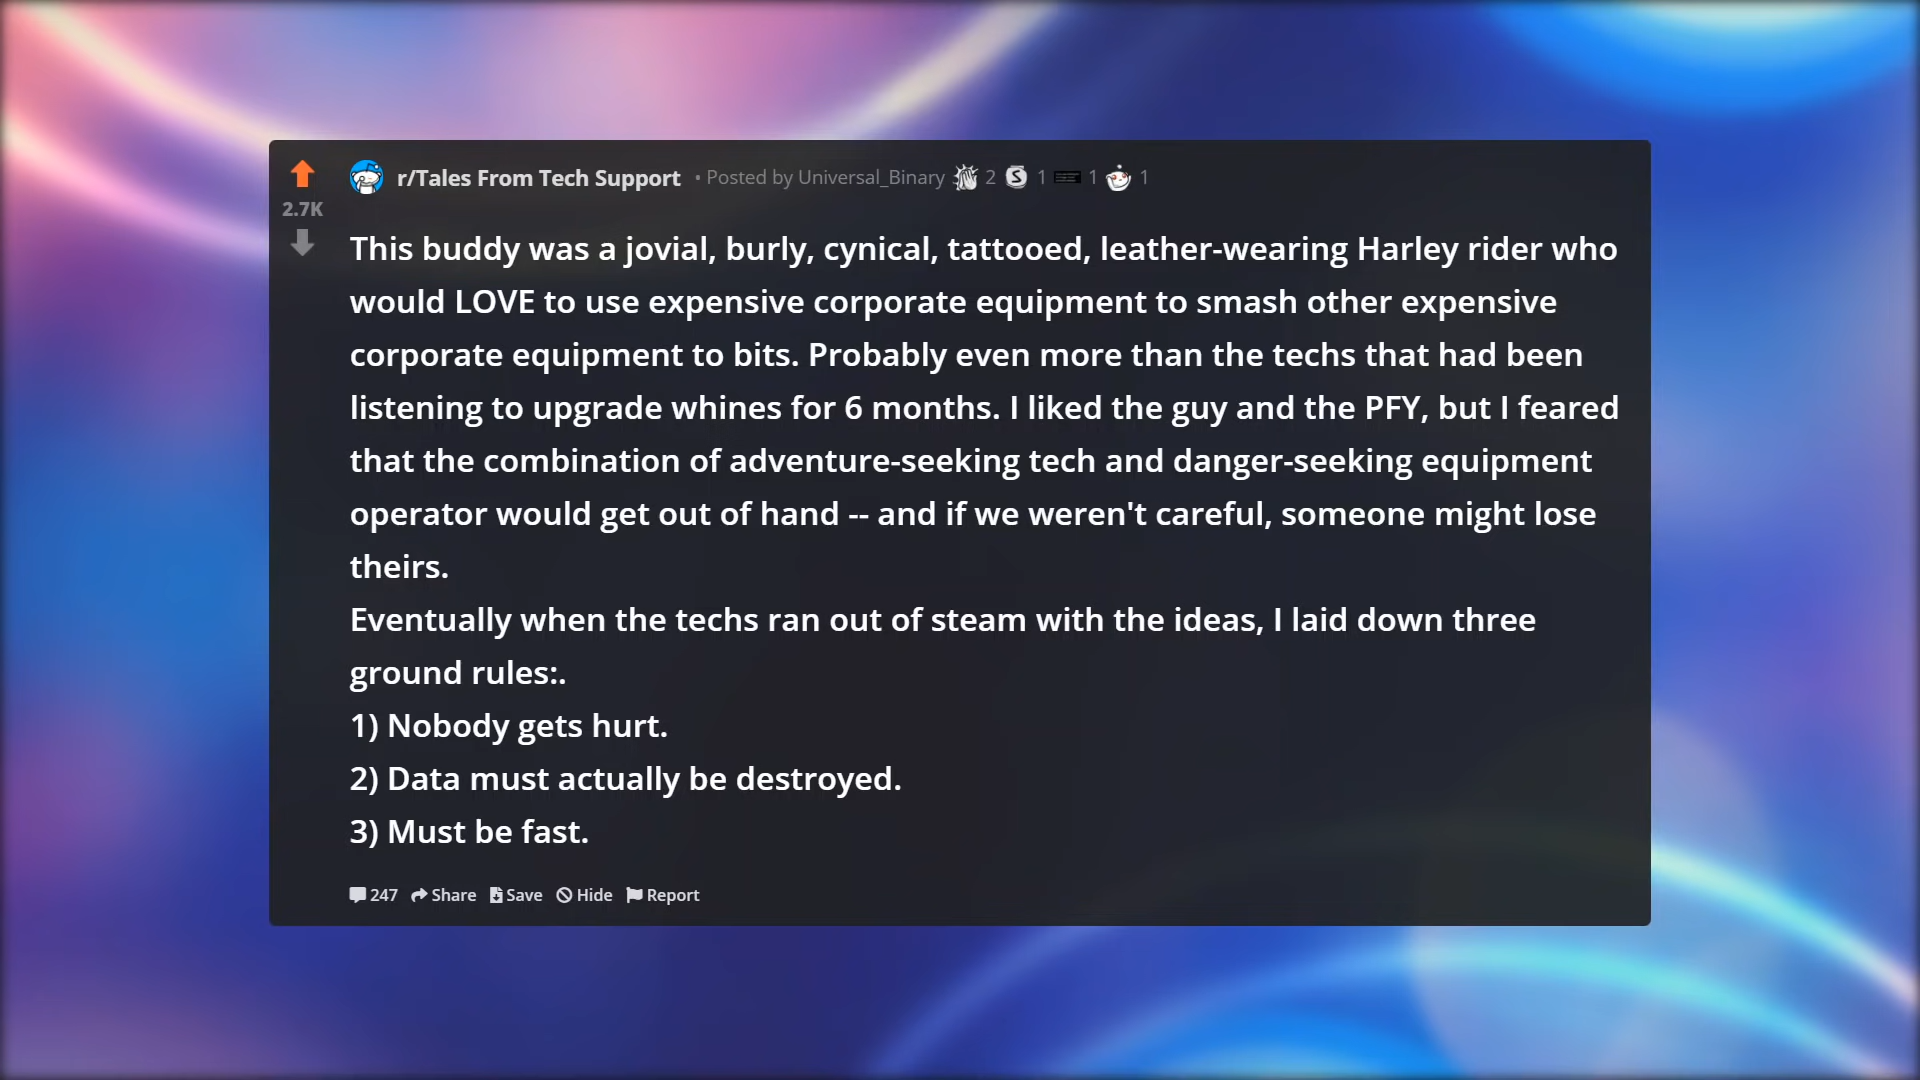 r/Tales From Tech Support • Posted by Universal_Binary 2 1 1 1
2.7K
This buddy was a jovial, burly, cynical, tattooed, leather-wearing Harley rider who
would LOVE to use expensive corporate equipment to smash other expensive
corporate equipment to bits. Probably even more than the techs that had been
listening to upgrade whines for 6 months. I liked the guy and the PFY, but I feared
that the combination of adventure-seeking tech and danger-seeking equipment
operator would get out of hand -- and if we weren't careful, someone might lose
theirs.
Eventually when the techs ran out of steam with the ideas, I laid down three
ground rules:.
1) Nobody gets hurt.
2) Data must actually be destroyed.
3) Must be fast.
247 Share Save Hide Report